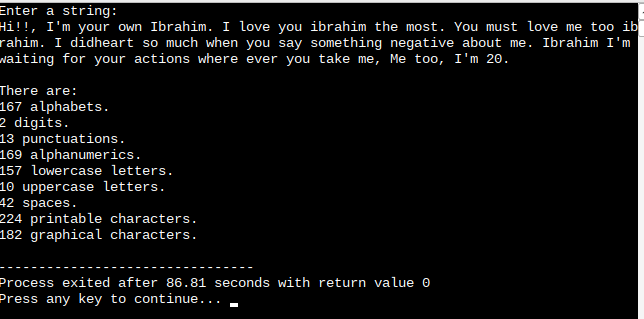 Enter a string:
Hi!!, I'm your own Ibrahim. I love you ibrahim the most. You must love me too ib
rahim. I didheart so much when you say something negative about me. Ibrahim I'm
waiting for your actions where ever you take me, Me too, I'm 20.
There are:
167 alphabets.
2 digits.
13 punctuations.
169 alphanumerics.
157 lowercase letters.
10 uppercase letters.
42 spaces.
224 printable characters.
182 graphical characters.
--------------------------------
Process exited after 86.81 seconds with return value 0
Press any key to continue...